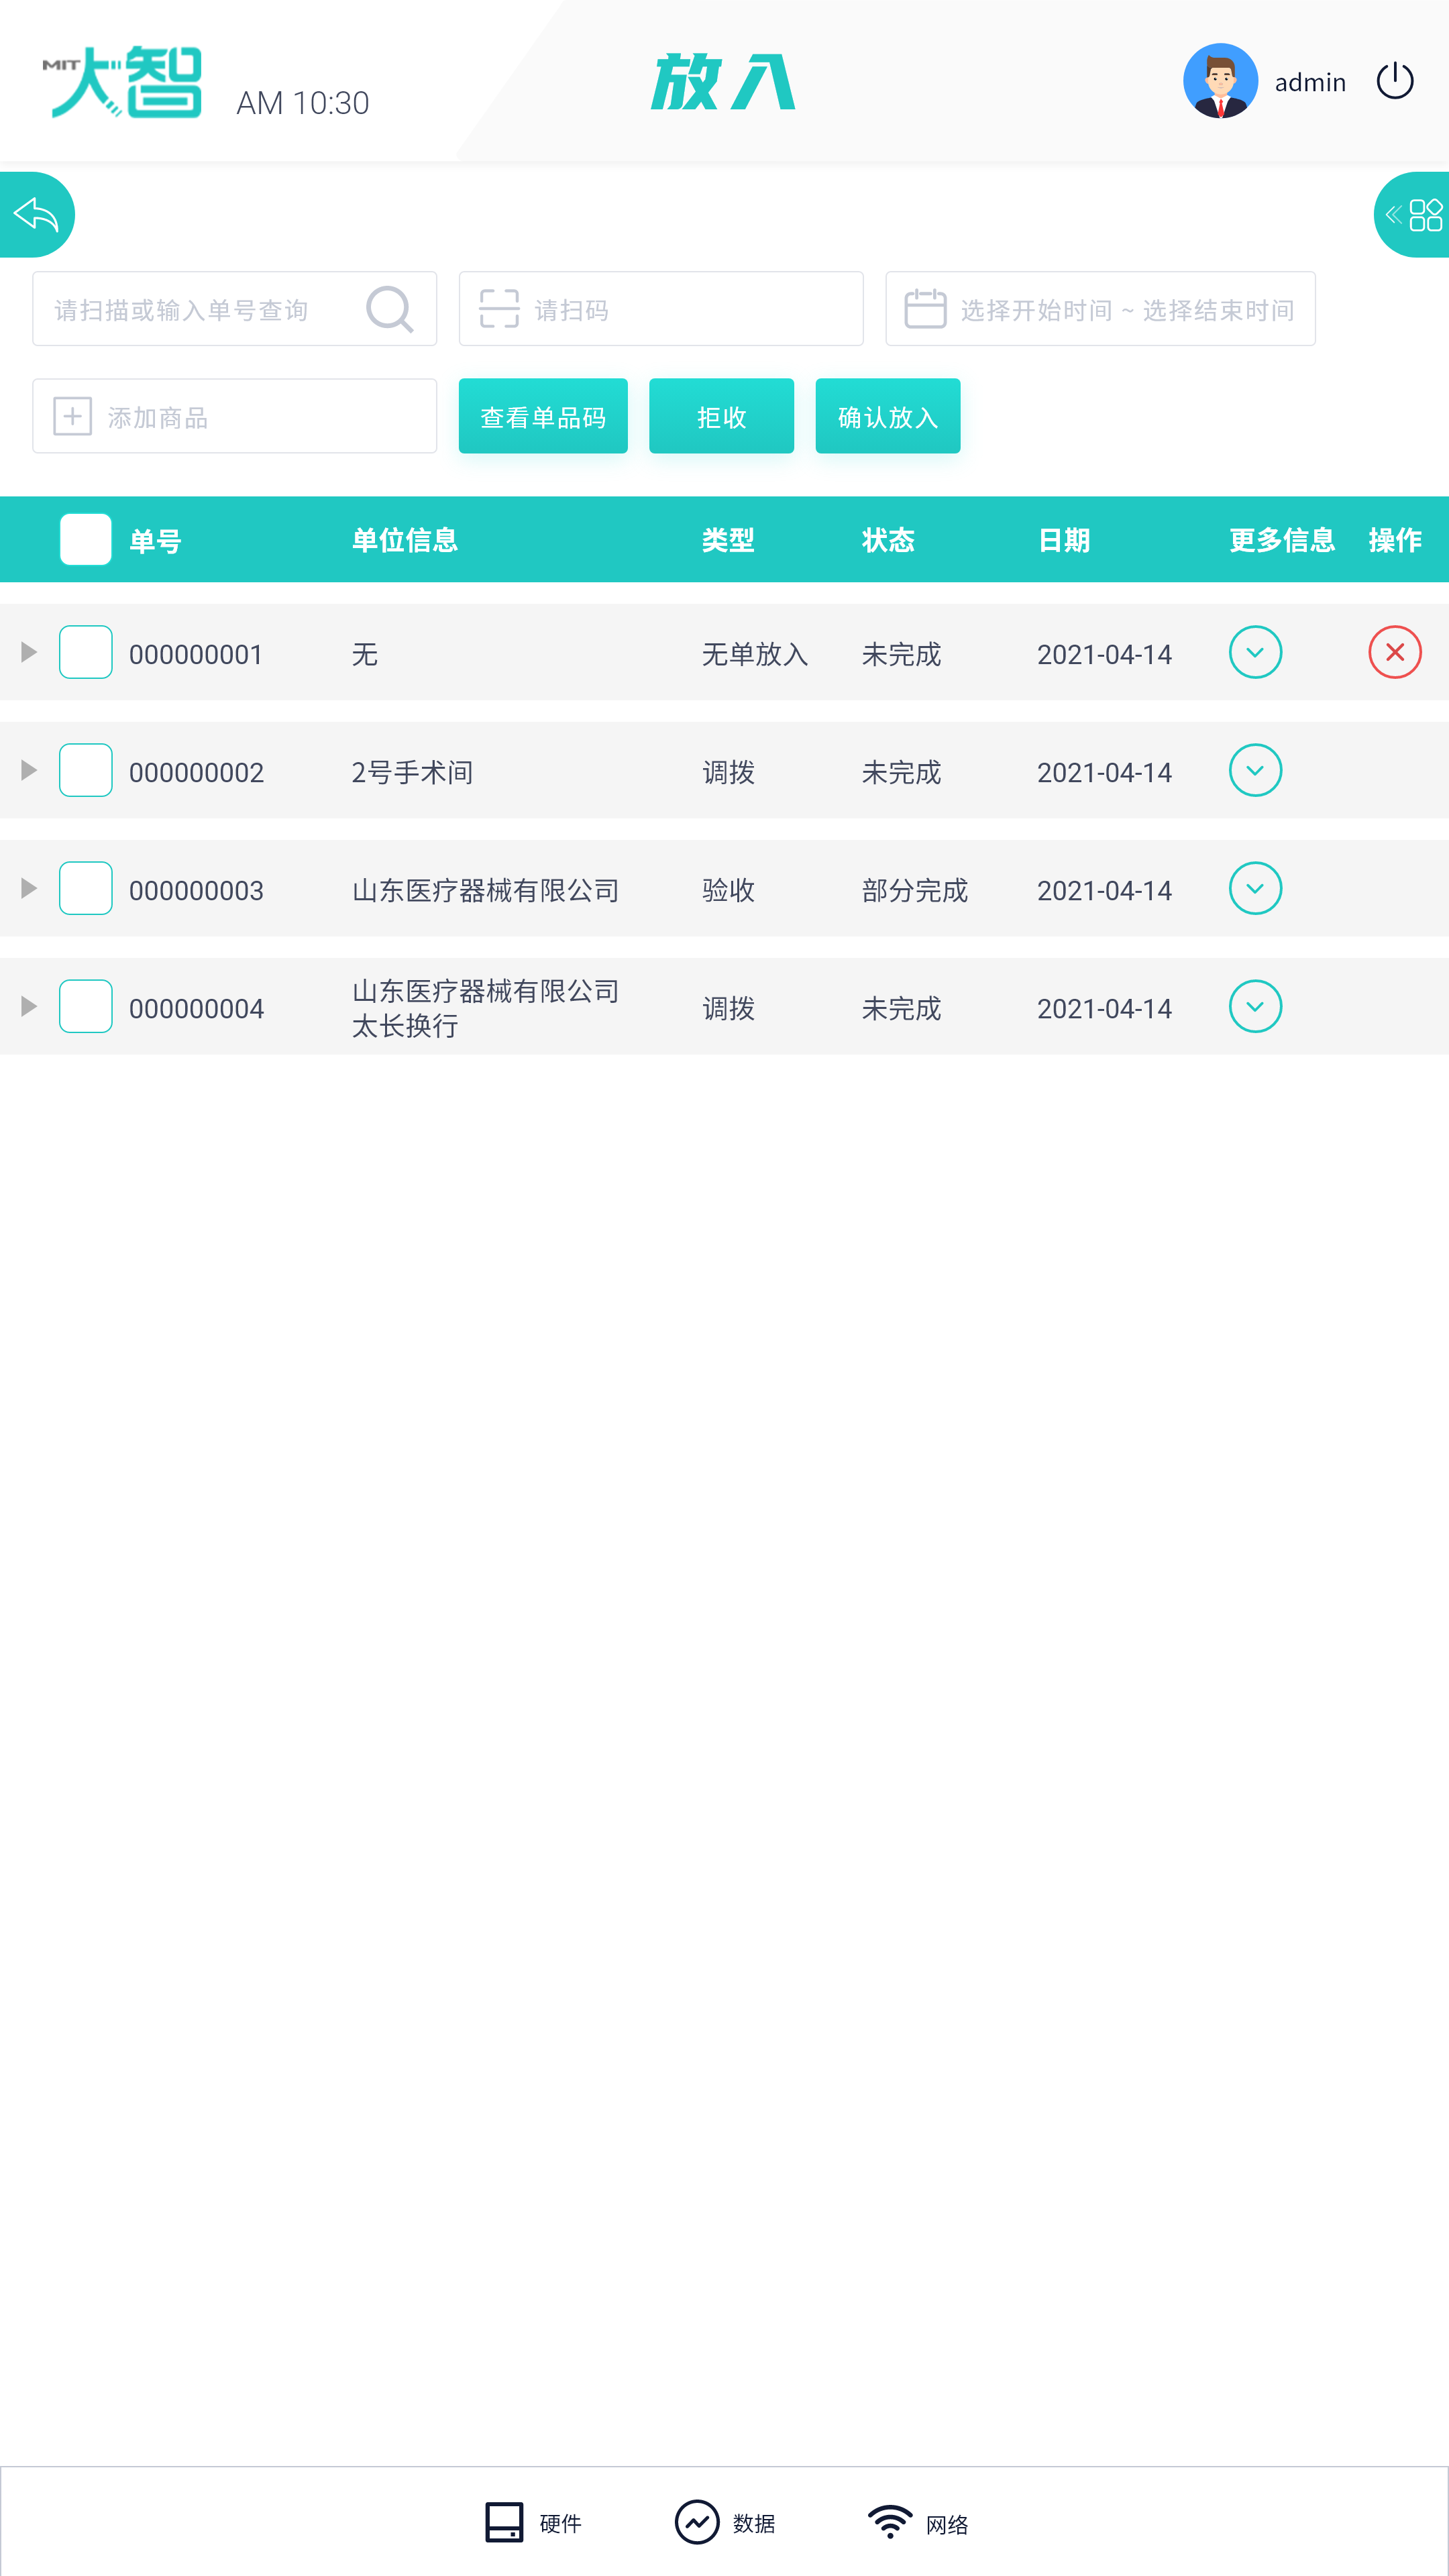 MIT大智
AM 10:30
放入
admin
请扫描或输入单号查询
请扫码
选择开始时间 ~ 选择结束时间
添加商品
查看单品码
拒收
确认放入
单号 单位信息 类型 状态 日期 更多信息 操作
000000001 无 无单放入 未完成 2021-04-14
000000002 2号手术间 调拨 未完成 2021-04-14
000000003 山东医疗器械有限公司 验收 部分完成 2021-04-14
000000004 山东医疗器械有限公司 调拨 未完成 2021-04-14
太长换行
硬件
数据
网络